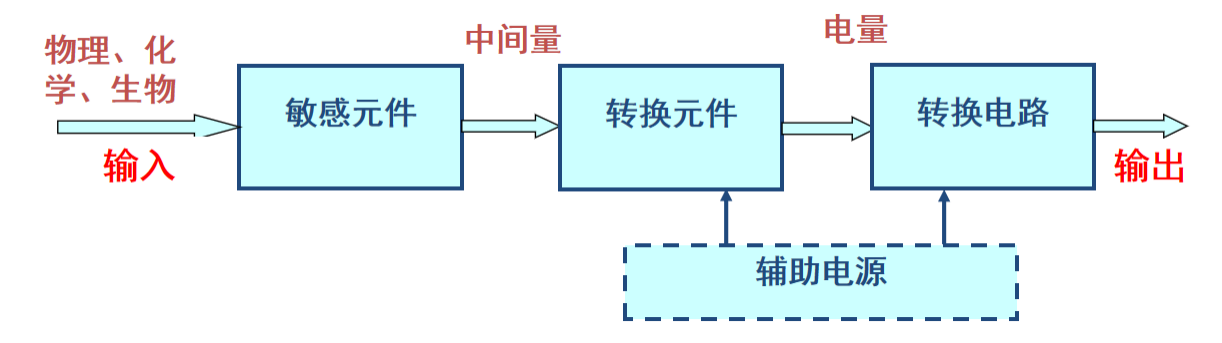 物理、化
学、生物
输入
敏感元件
中间量
转换元件
电量
转换电路
输出
辅助电源